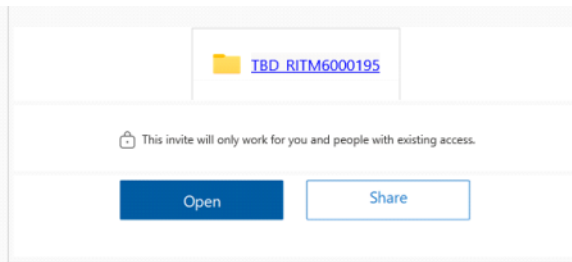 TBD_RITM6000195
This invite will only work for you and people with existing access.
Open
Share